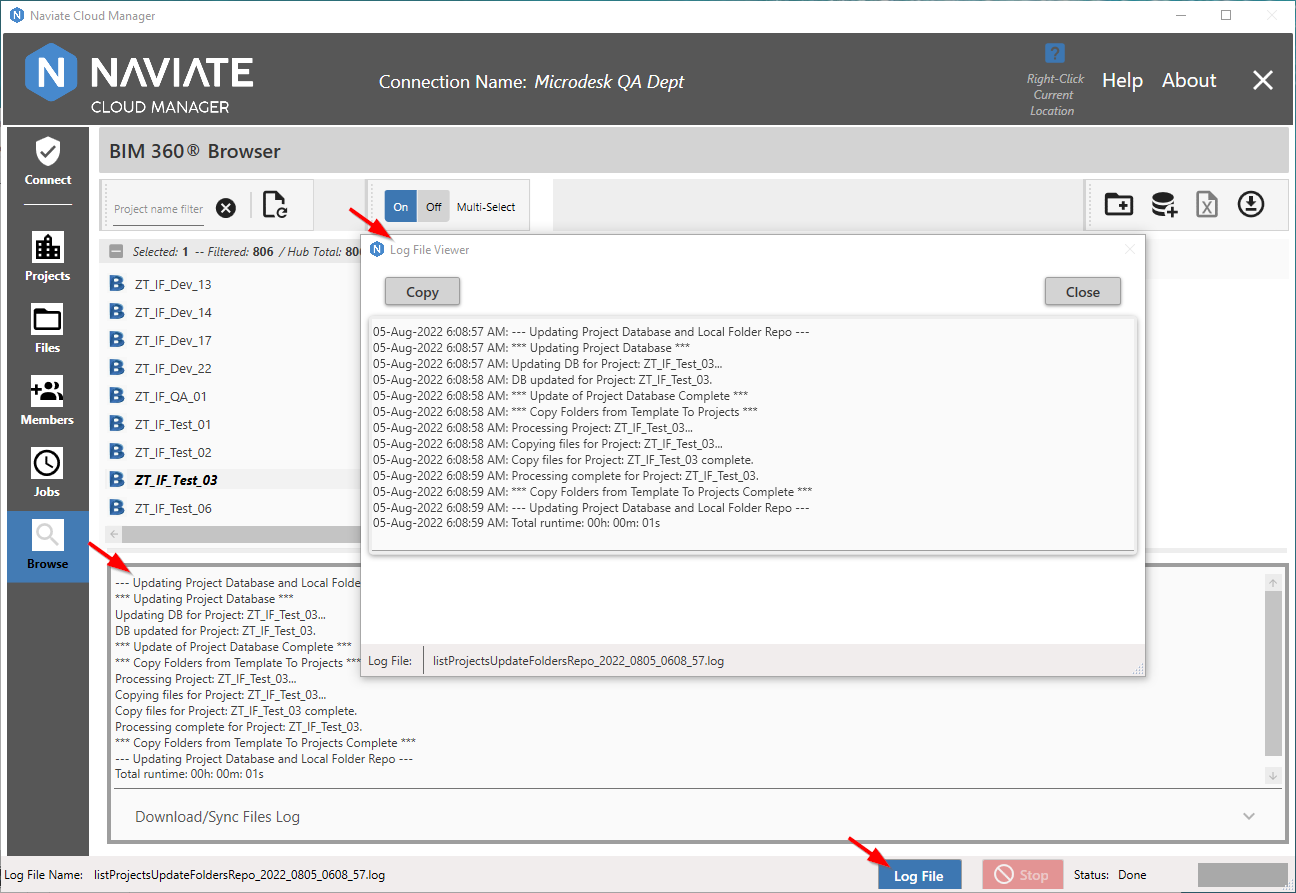 Naviate Cloud Manager
NAVIATE
CLOUD MANAGER
Connection Name: Microdesk QA Dept
?
Right-Click
Current
Location
Help
About
Connect
Projects
Files
Members
Jobs
Browse
BIM 360® Browser
Project name filter
On
Off
Multi-Select
Selected: 1 -- Filtered: 806 / Hub Total: 80
B ZT_IF_Dev_13
B ZT_IF_Dev_14
B ZT_IF_Dev_17
B ZT_IF_Dev_22
B ZT_IF_QA_01
B ZT_IF_Test_01
B ZT_IF_Test_02
B ZT_IF_Test_03
B ZT_IF_Test_06
Log File Viewer
Copy
Close
05-Aug-2022 6:08:57 AM: --- Updating Project Database and Local Folder Repo ---
05-Aug-2022 6:08:57 AM: *** Updating Project Database ***
05-Aug-2022 6:08:57 AM: Updating DB for Project: ZT_IF_Test_03...
05-Aug-2022 6:08:58 AM: DB updated for Project: ZT_IF_Test_03.
05-Aug-2022 6:08:58 AM: *** Update of Project Database Complete ***
05-Aug-2022 6:08:58 AM: *** Copy Folders from Template To Projects ***
05-Aug-2022 6:08:58 AM: Processing Project: ZT_IF_Test_03...
05-Aug-2022 6:08:58 AM: Copying files for Project: ZT_IF_Test_03...
05-Aug-2022 6:08:58 AM: Copy files for Project: ZT_IF_Test_03 complete.
05-Aug-2022 6:08:59 AM: Processing complete for Project: ZT_IF_Test_03.
05-Aug-2022 6:08:59 AM: *** Copy Folders from Template To Projects Complete ***
05-Aug-2022 6:08:59 AM: --- Updating Project Database and Local Folder Repo ---
05-Aug-2022 6:08:59 AM: Total runtime: 00h: 00m: 01s
Log File: listProjectsUpdateFoldersRepo_2022_0805_0608_57.log
--- Updating Project Database and Local Folde
*** Updating Project Database ***
Updating DB for Project: ZT_IF_Test_03...
DB updated for Project: ZT_IF_Test_03.
*** Update of Project Database Complete ***
*** Copy Folders from Template To Projects ***
Processing Project: ZT_IF_Test_03...
Copying files for Project: ZT_IF_Test_03...
Copy files for Project: ZT_IF_Test_03 complete.
Processing complete for Project: ZT_IF_Test_03.
*** Copy Folders from Template To Projects Complete ***
--- Updating Project Database and Local Folder Repo ---
Total runtime: 00h: 00m: 01s
Download/Sync Files Log
Log File Name: listProjectsUpdateFoldersRepo_2022_0805_0608_57.log
Log File
Stop
Status: Done